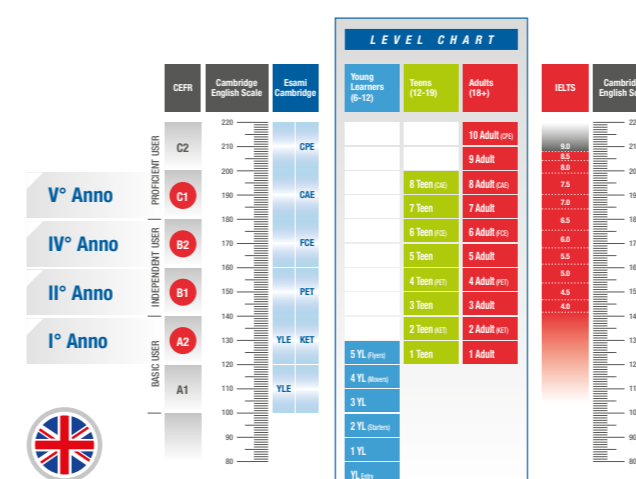 LEVEL CHART
CEFR
Cambridge
English Scale
Esami
Cambridge
Young
Learners
(6-12)
Teens
(12-19)
Adults
(18+)
IELTS
V° Anno
IV° Anno
II° Anno
I° Anno
PROFICIENT USER
INDEPENDENT USER
BASIC USER
C2
C1
B2
B1
A2
A1
220
210
200
190
180
170
160
150
140
130
120
110
100
90
80
CPE
CAE
FCE
PET
YLE KET
YLE
5 YL (Flyers)
4 YL (Movers)
3 YL
2 YL (Starters)
1 YL
YL Entry
8 Teen (CAE)
7 Teen
6 Teen (FCE)
5 Teen
4 Teen (PET)
3 Teen
2 Teen (KET)
1 Teen
10 Adult (CPE)
9 Adult
8 Adult (CAE)
7 Adult
6 Adult (FCE)
5 Adult
4 Adult (PET)
3 Adult
2 Adult (KET)
1 Adult
9.0
8.5
8.0
7.5
7.0
6.5
6.0
5.5
5.0
4.5
4.0